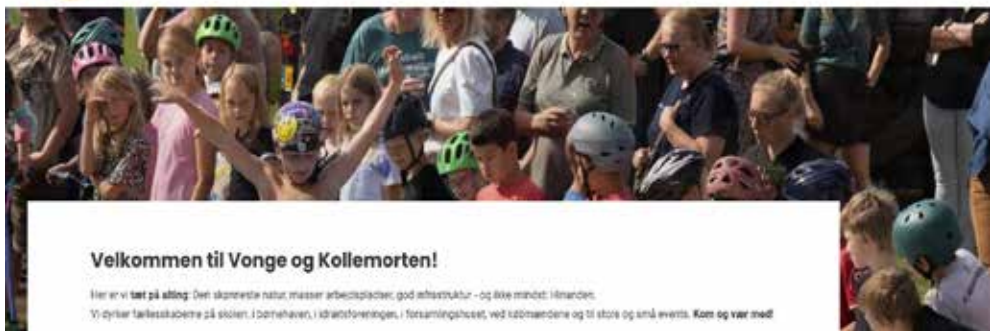 Velkommen til Vonge og Kollemorten!
Her er vi tæt på alting: Den skønneste natur, masser arbejdspladser, god infrastruktur - og ikke mindst: Hinanden.
Vi dyrker fællesskaberne på skolen, i børnehaven, i idrætsforeningen, i forsamlingshuset, ved købmændene og til store og små events. Kom og vær med!